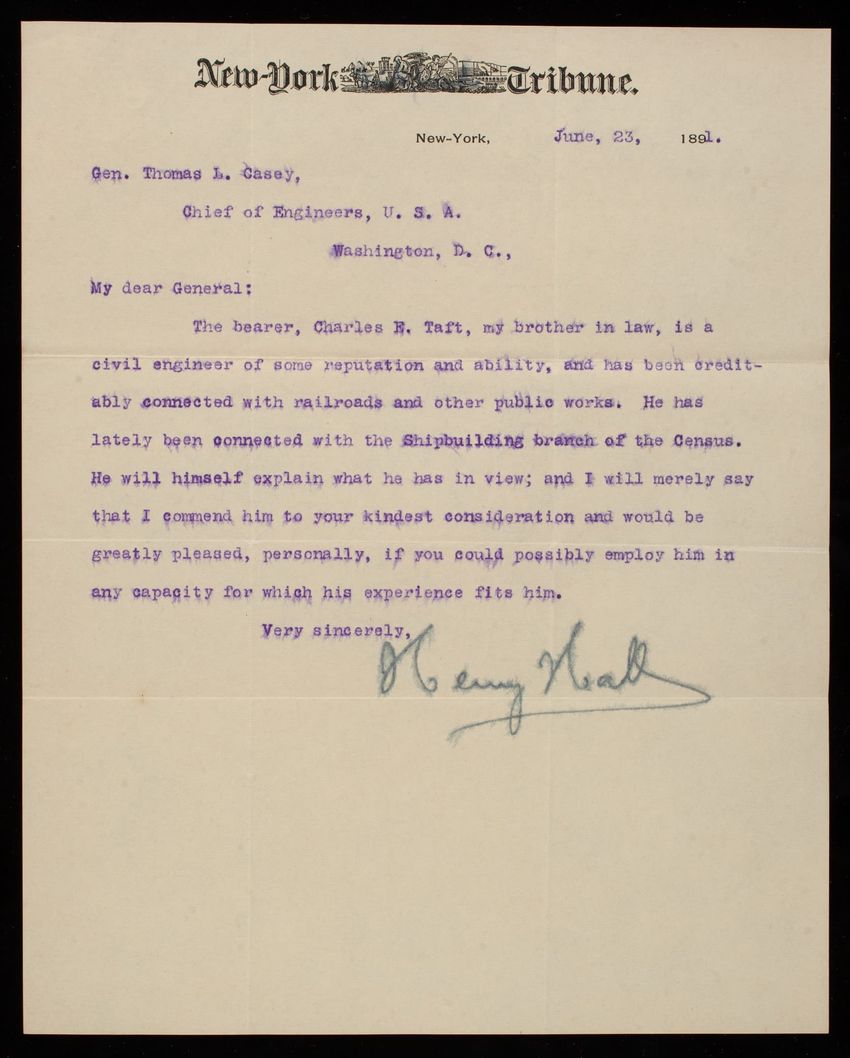 New-York Tribune.
New-York, June, 23, 1891.
Gen. Thomas L. Casey,
Chief of Engineers, U. S. A.
Washington, D. C.,
My dear General:
The bearer, Charles E. Taft, my brother in law, is a
civil engineer of some reputation and ability, and has been credit-
ably connected with railroads and other public works. He has
lately been connected with the Shipbuilding branch of the Census.
He will himself explain what he has in view; and I will merely say
that I commend him to your kindest consideration and would be
greatly pleased, personally, if you could possibly employ him in
any capacity for which his experience fits him.
Very sincerely,
Henry Hall